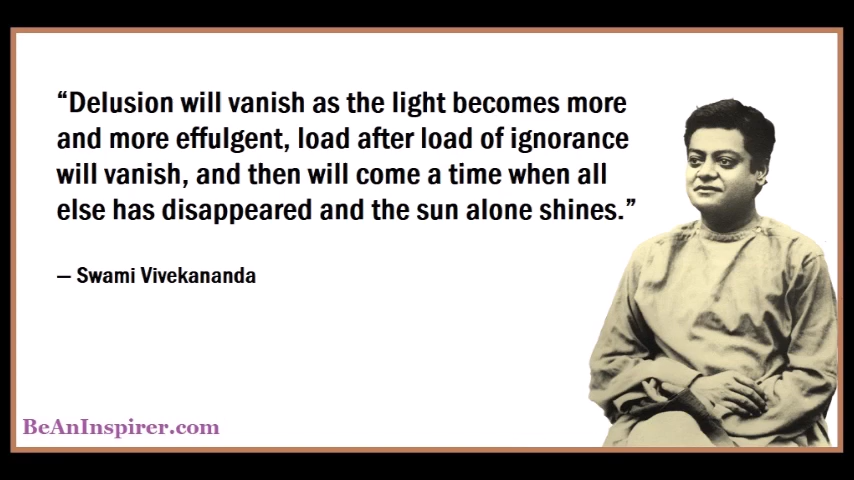 “Delusion will vanish as the light becomes more
and more effulgent, load after load of ignorance
will vanish, and then will come a time when all
else has disappeared and the sun alone shines.”
– Swami Vivekananda
BeAnInspirer.com